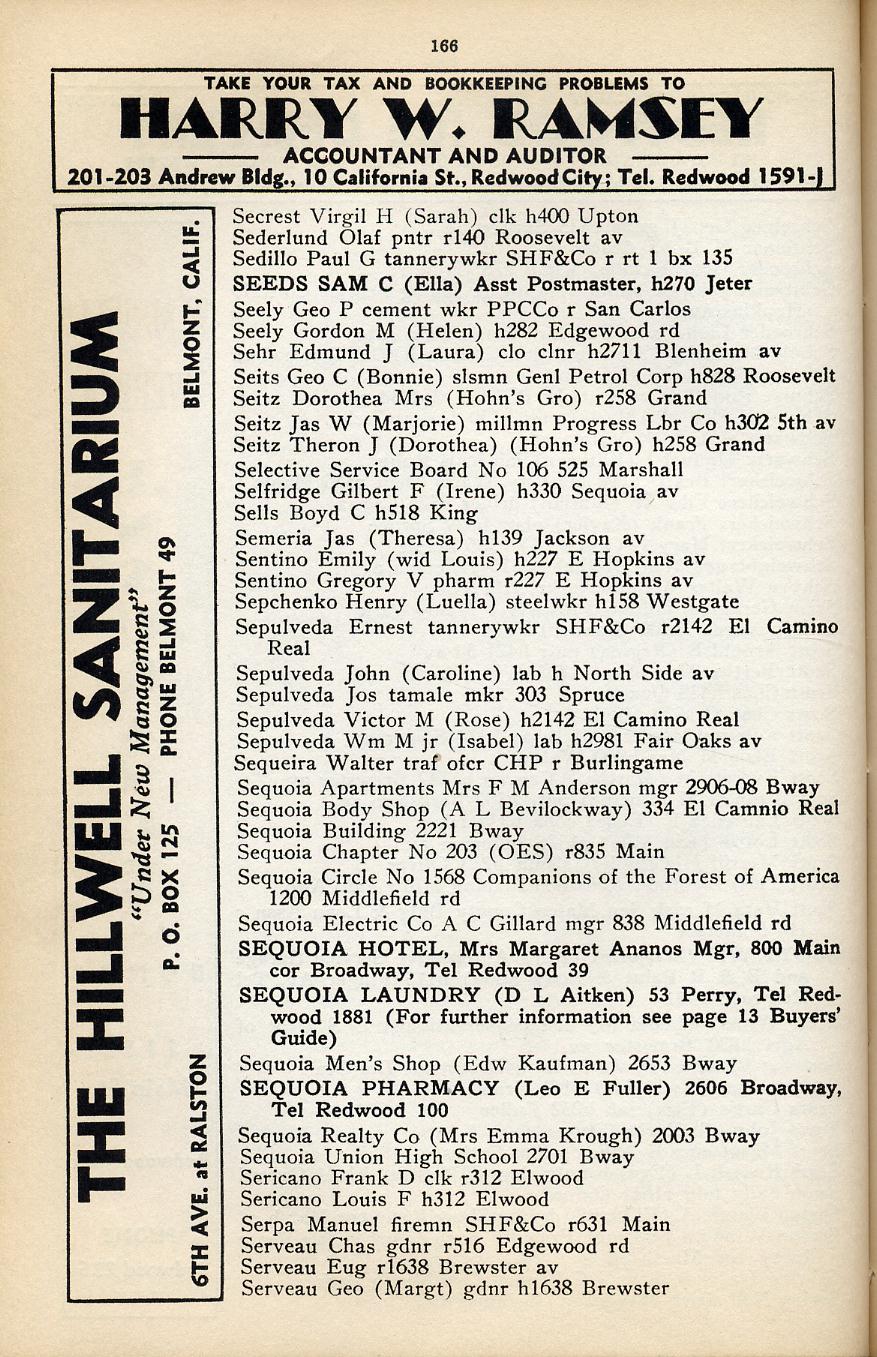 166
TAKE YOUR TAX AND BOOKKEEPING PROBLEMS TO
HARRY W. RAMSEY
ACCOUNTANT AND AUDITOR
201-203 Andrew Bldg., 10 California St., Redwood City; Tel. Redwood 1591-J
THE HILLWELL SANITARIUM
"Under New Management"
P. O. BOX 125 — PHONE BELMONT 49
6TH AVE. at RALSTON BELMONT, CALIF.
Secrest Virgil H (Sarah) clk h400 Upton
Sederlund Olaf pntr r140 Roosevelt av
Sedillo Paul G tannerywkr SHF&Co r rt 1 bx 135
SEEDS SAM C (Ella) Asst Postmaster, h270 Jeter
Seely Geo P cement wkr PPCCo r San Carlos
Seely Gordon M (Helen) h282 Edgewood rd
Sehr Edmund J (Laura) clo clnr h2711 Blenheim av
Seits Geo C (Bonnie) slsmn Genl Petrol Corp h828 Roosevelt
Seitz Dorothea Mrs (Hohn's Gro) r258 Grand
Seitz Jas W (Marjorie) millmn Progress Lbr Co h302 5th av
Seitz Theron J (Dorothea) (Hohn's Gro) h258 Grand
Selective Service Board No 106 525 Marshall
Selfridge Gilbert F (Irene) h330 Sequoia av
Sells Boyd C h518 King
Semeria Jas (Theresa) h139 Jackson av
Sentino Emily (wid Louis) h227 E Hopkins av
Sentino Gregory V pharm r227 E Hopkins av
Sepchenko Henry (Luella) steelwkr h158 Westgate
Sepulveda Ernest tannerywkr SHF&Co r2142 El Camino
Real
Sepulveda John (Caroline) lab h North Side av
Sepulveda Jos tamale mkr 303 Spruce
Sepulveda Victor M (Rose) h2142 El Camino Real
Sepulveda Wm M jr (Isabel) lab h2981 Fair Oaks av
Sequeira Walter traf ofcr CHP r Burlingame
Sequoia Apartments Mrs F M Anderson mgr 2906-08 Bway
Sequoia Body Shop (A L Bevilockway) 334 El Camnio Real
Sequoia Building 2221 Bway
Sequoia Chapter No 203 (OES) r835 Main
Sequoia Circle No 1568 Companions of the Forest of America
1200 Middlefield rd
Sequoia Electric Co A C Gillard mgr 838 Middlefield rd
SEQUOIA HOTEL, Mrs Margaret Ananos Mgr, 800 Main
cor Broadway, Tel Redwood 39
SEQUOIA LAUNDRY (D L Aitken) 53 Perry, Tel Red-
wood 1881 (For further information see page 13 Buyers'
Guide)
Sequoia Men's Shop (Edw Kaufman) 2653 Bway
SEQUOIA PHARMACY (Leo E Fuller) 2606 Broadway,
Tel Redwood 100
Sequoia Realty Co (Mrs Emma Krough) 2003 Bway
Sequoia Union High School 2701 Bway
Sericano Frank D clk r312 Elwood
Sericano Louis F h312 Elwood
Serpa Manuel firemn SHF&Co r631 Main
Serveau Chas gdnr r516 Edgewood rd
Serveau Eug r1638 Brewster av
Serveau Geo (Margt) gdnr h1638 Brewster